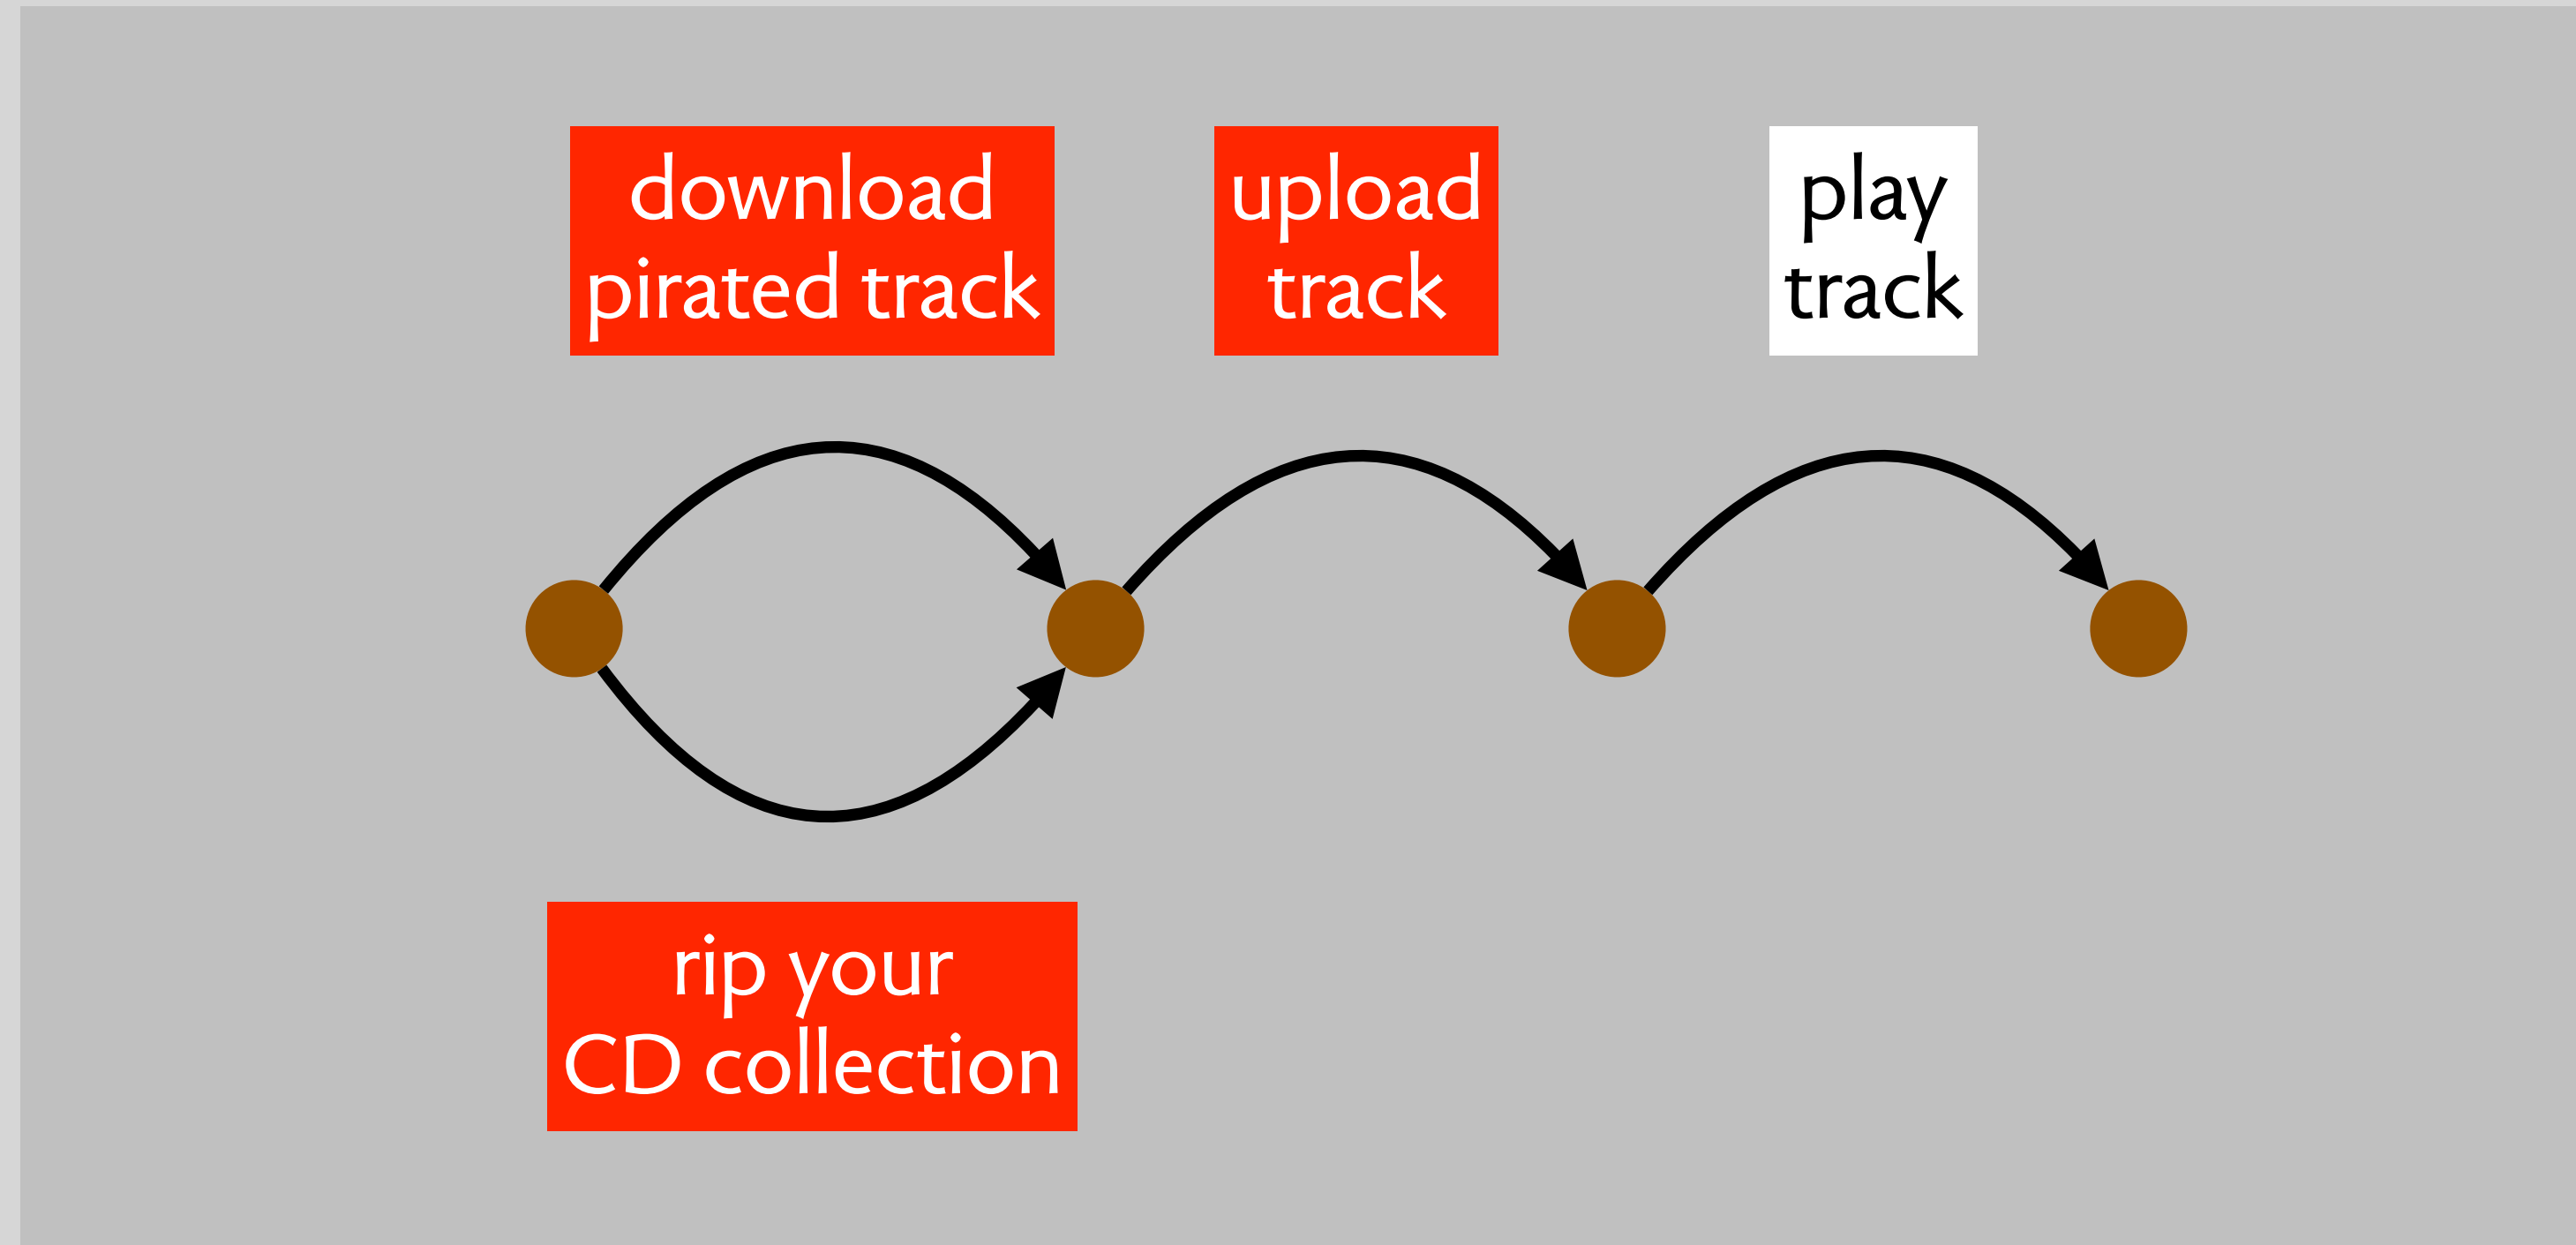 download
pirated track
upload
track
play
track
rip your
CD collection